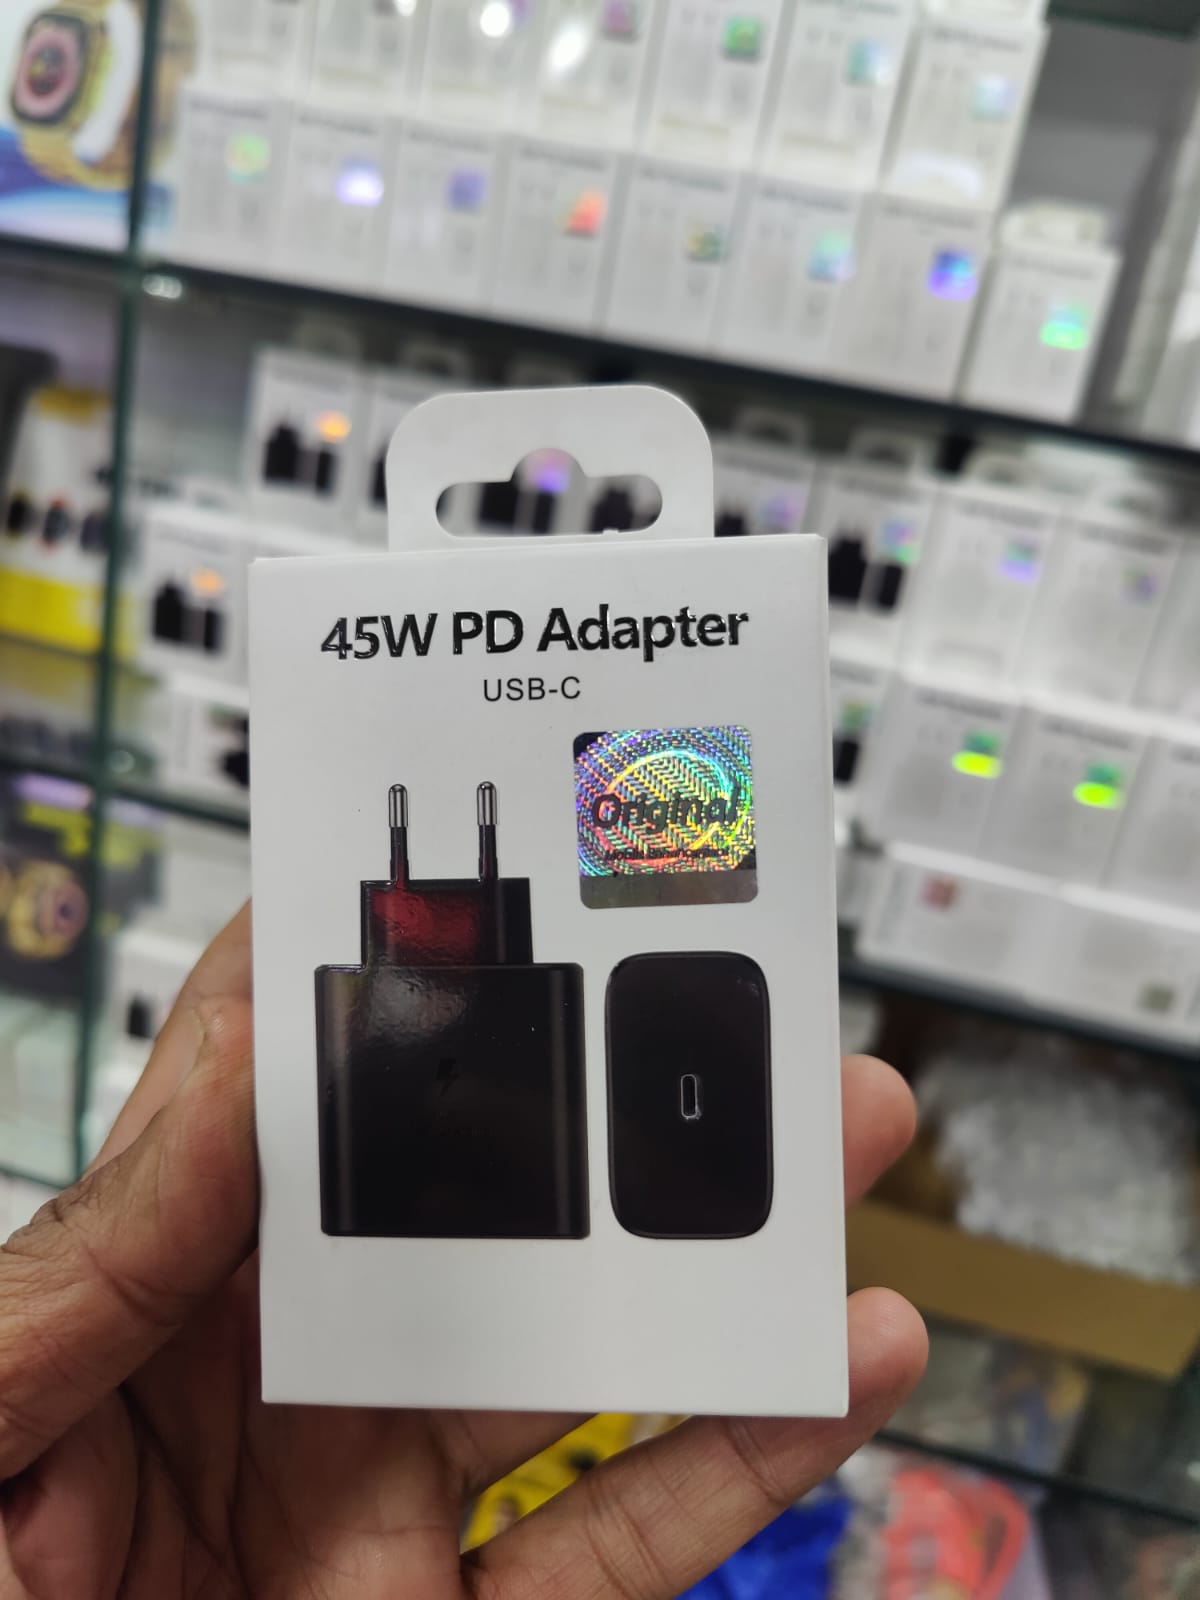 45W PD Adapter
USB-C
Original